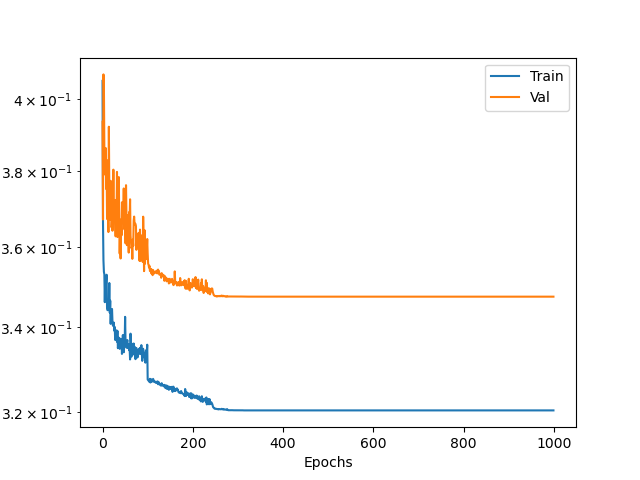 Train
Val
4 × 10⁻¹
3.8 × 10⁻¹
3.6 × 10⁻¹
3.4 × 10⁻¹
3.2 × 10⁻¹
0 200 400 600 800 1000
Epochs